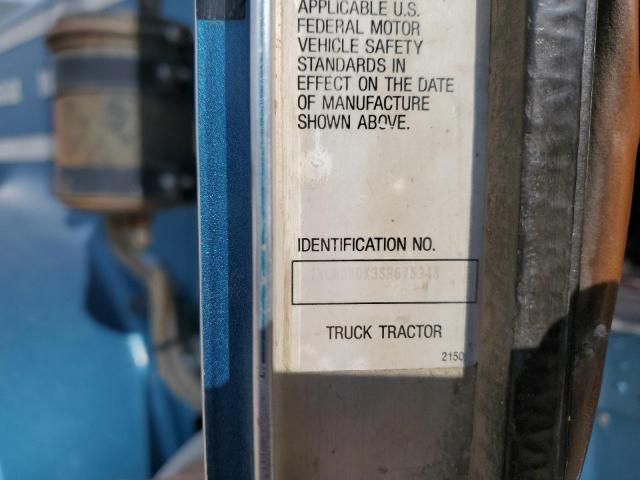 APPLICABLE U.S.
FEDERAL MOTOR
VEHICLE SAFETY
STANDARDS IN
EFFECT ON THE DATE
OF MANUFACTURE
SHOWN ABOVE.
IDENTIFICATION NO.
TRUCK TRACTOR
2150